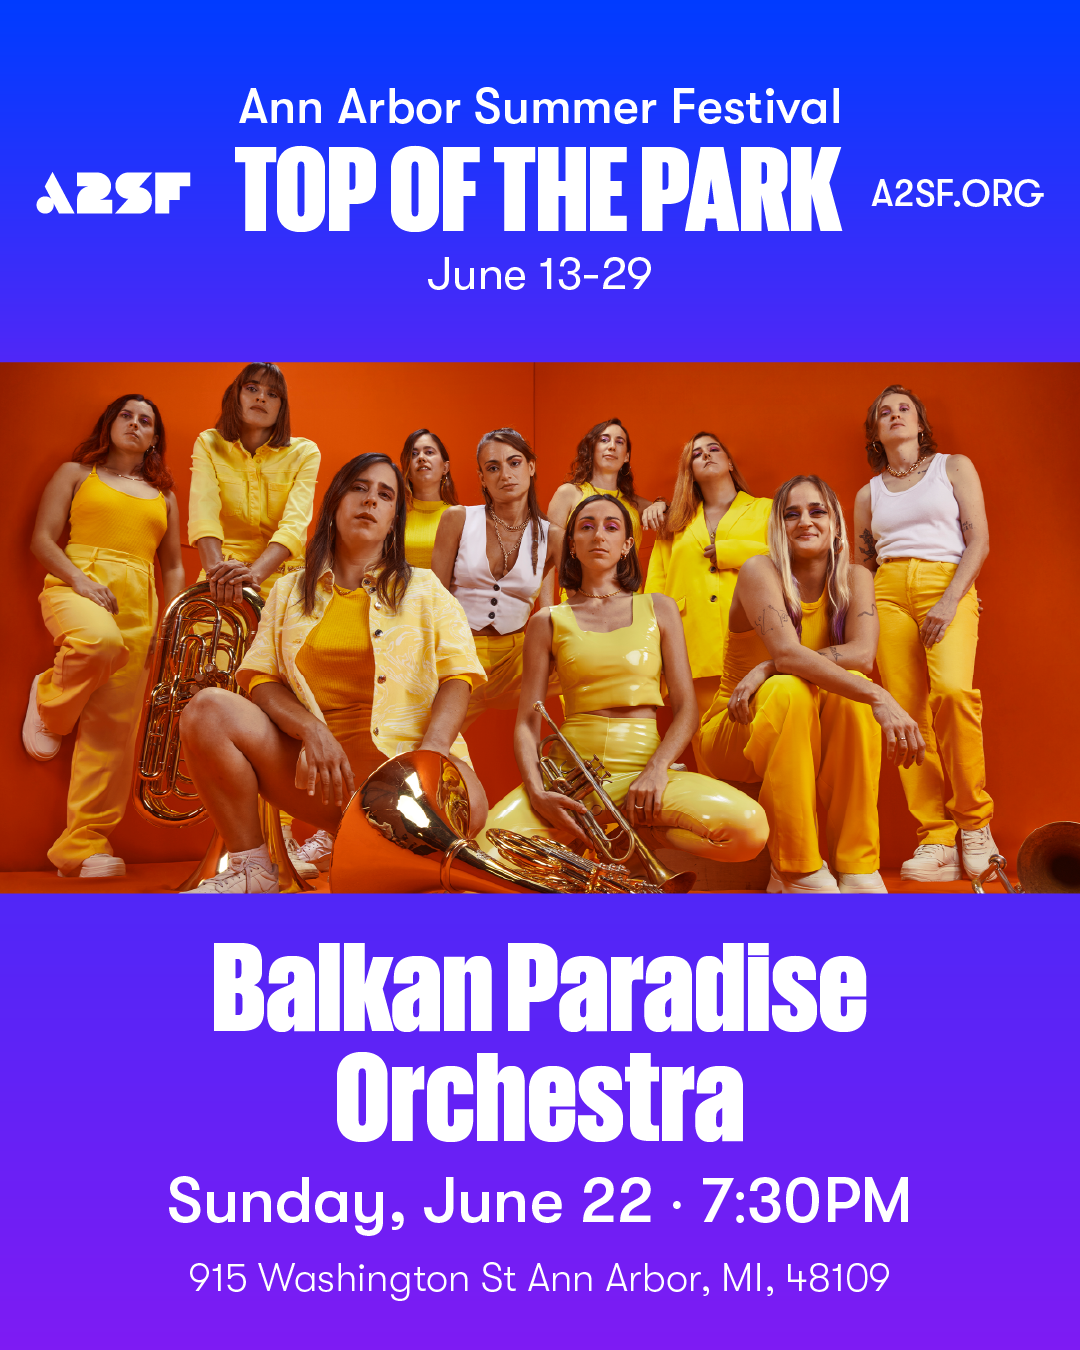 Ann Arbor Summer Festival
A2SF
TOP OF THE PARK
A2SF.ORG
June 13-29
Balkan Paradise
Orchestra
Sunday, June 22 · 7:30PM
915 Washington St Ann Arbor, MI, 48109